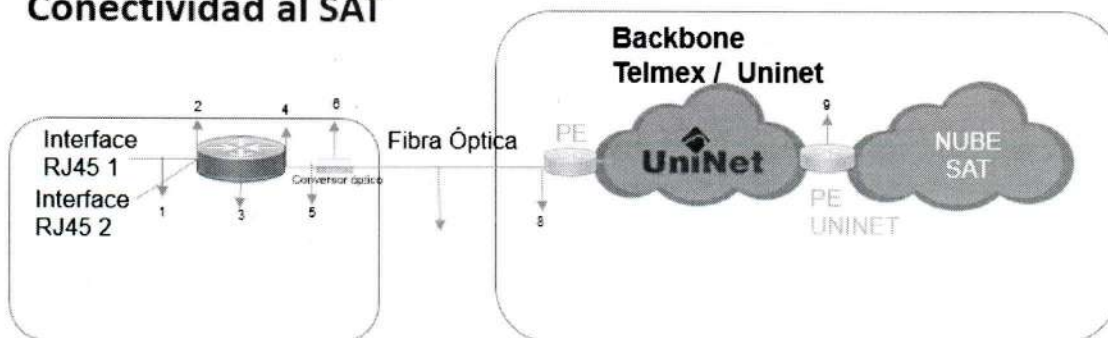 Conectividad al SAT
Backbone
Telmex / Uninet
2
4
6
9
Interface
RJ45 1
Fibra Óptica
PE
UniNet
NUBE
SAT
Conversor óptico
Interface
RJ45 2
1
3
5
8
PE
UNINET